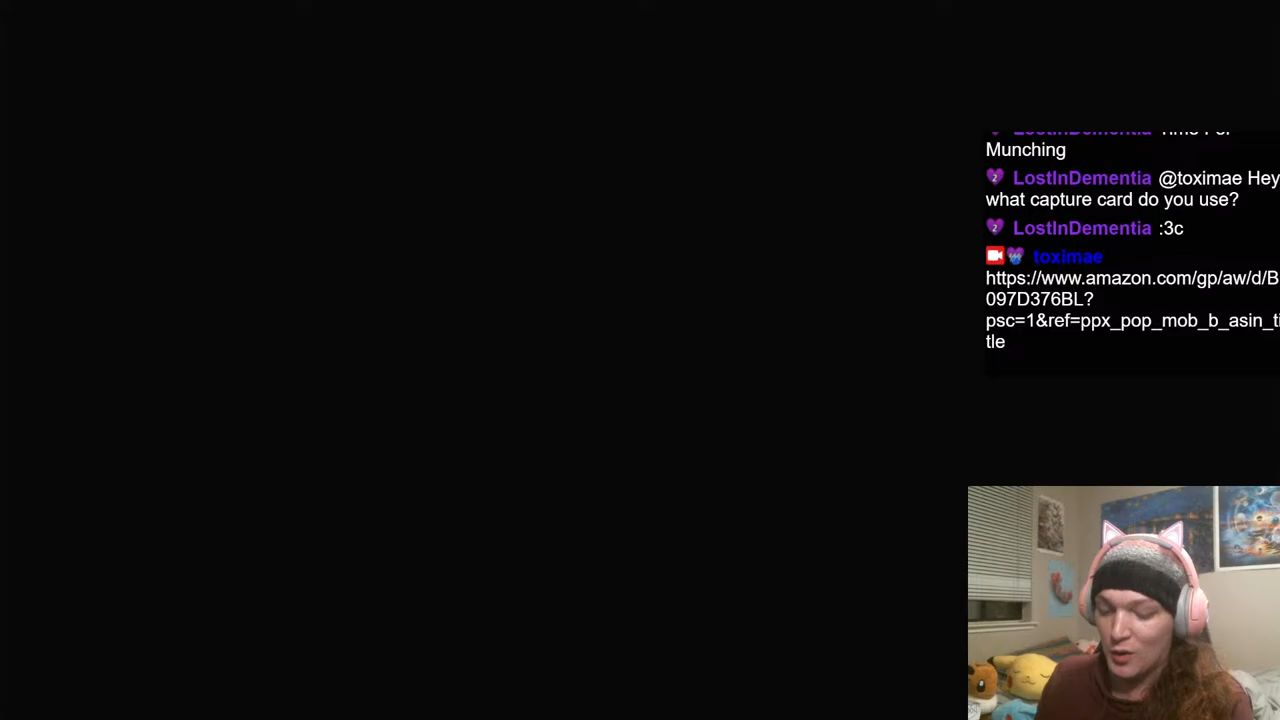 LostInDementia
Munching
LostInDementia @toximae Hey
what capture card do you use?
LostInDementia :3c
toximae
https://www.amazon.com/gp/aw/d/B
097D376BL?
psc=1&ref=ppx_pop_mob_b_asin_ti
tle